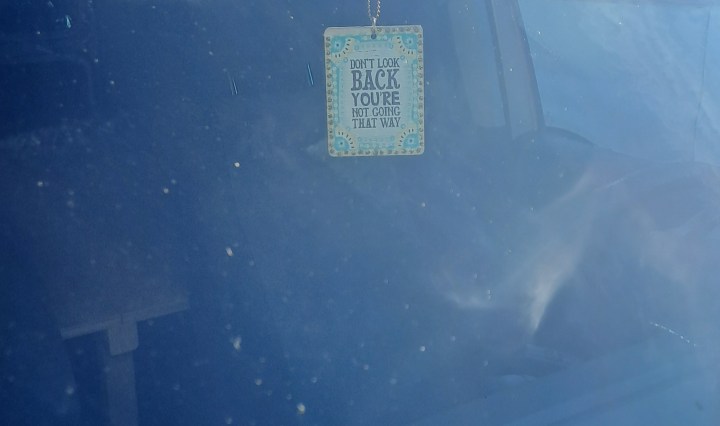 DON'T LOOK
BACK
YOU'RE
NOT GOING
THAT WAY